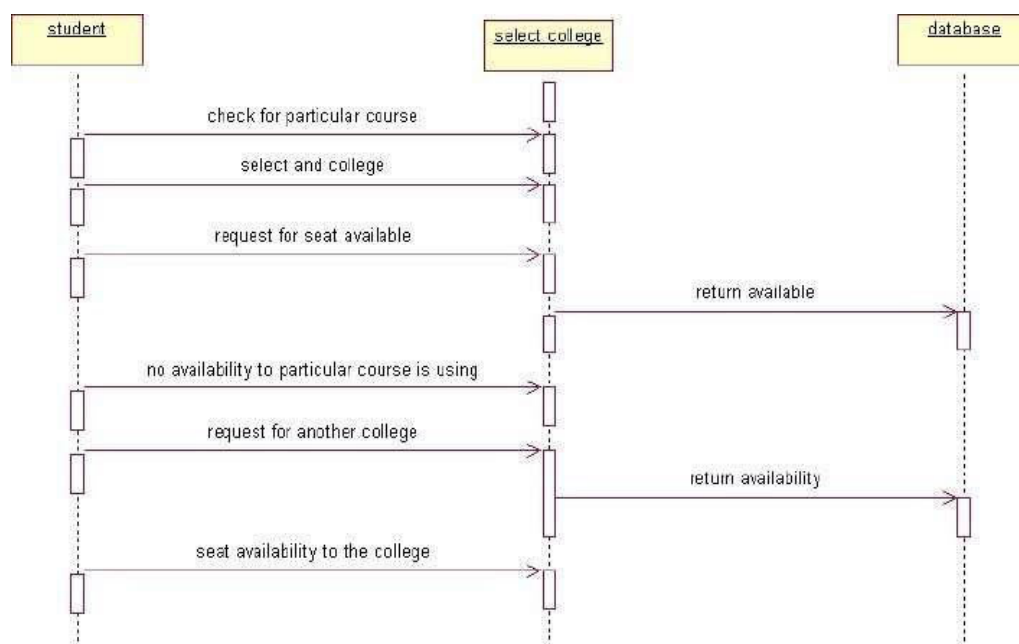 student
select college
database
check for particular course
select and college
request for seat available
return available
no availability to particular course is using
request for another college
return availability
seat availability to the college